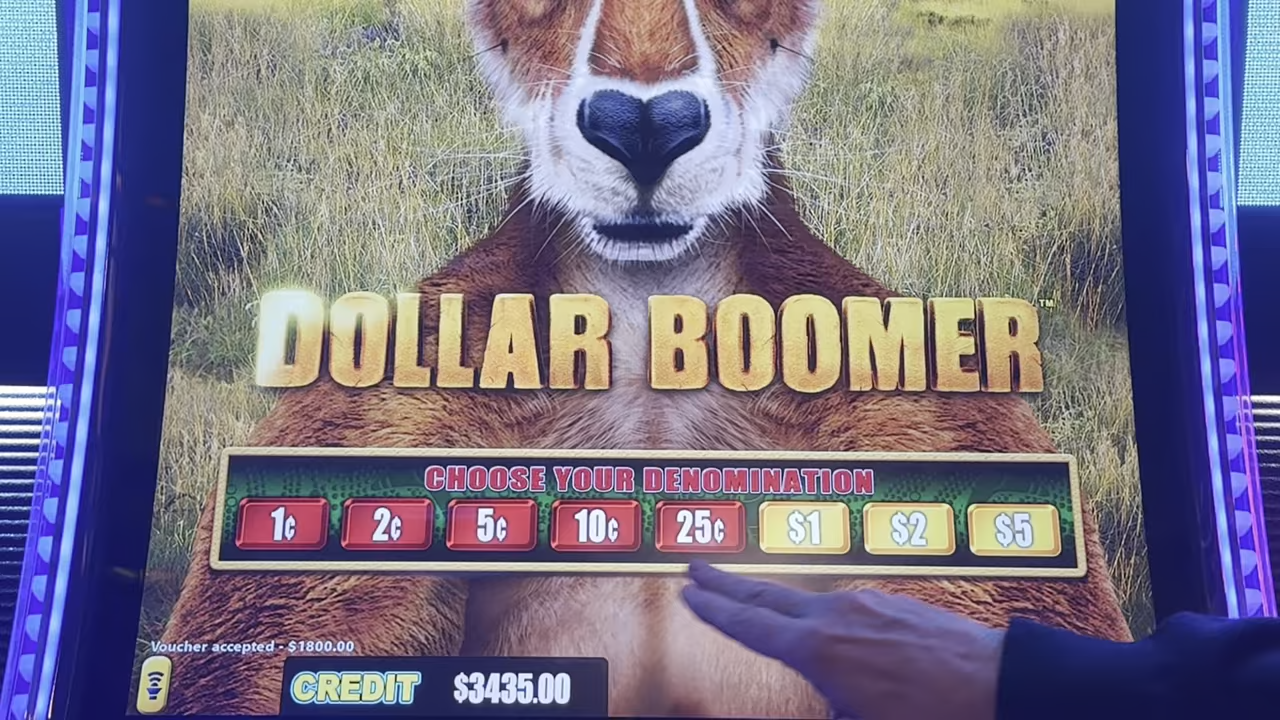 DOLLAR BOOMER™
CHOOSE YOUR DENOMINATION
1¢ 2¢ 5¢ 10¢ 25¢ $1 $2 $5
Voucher accepted - $1800.00
CREDIT $3435.00